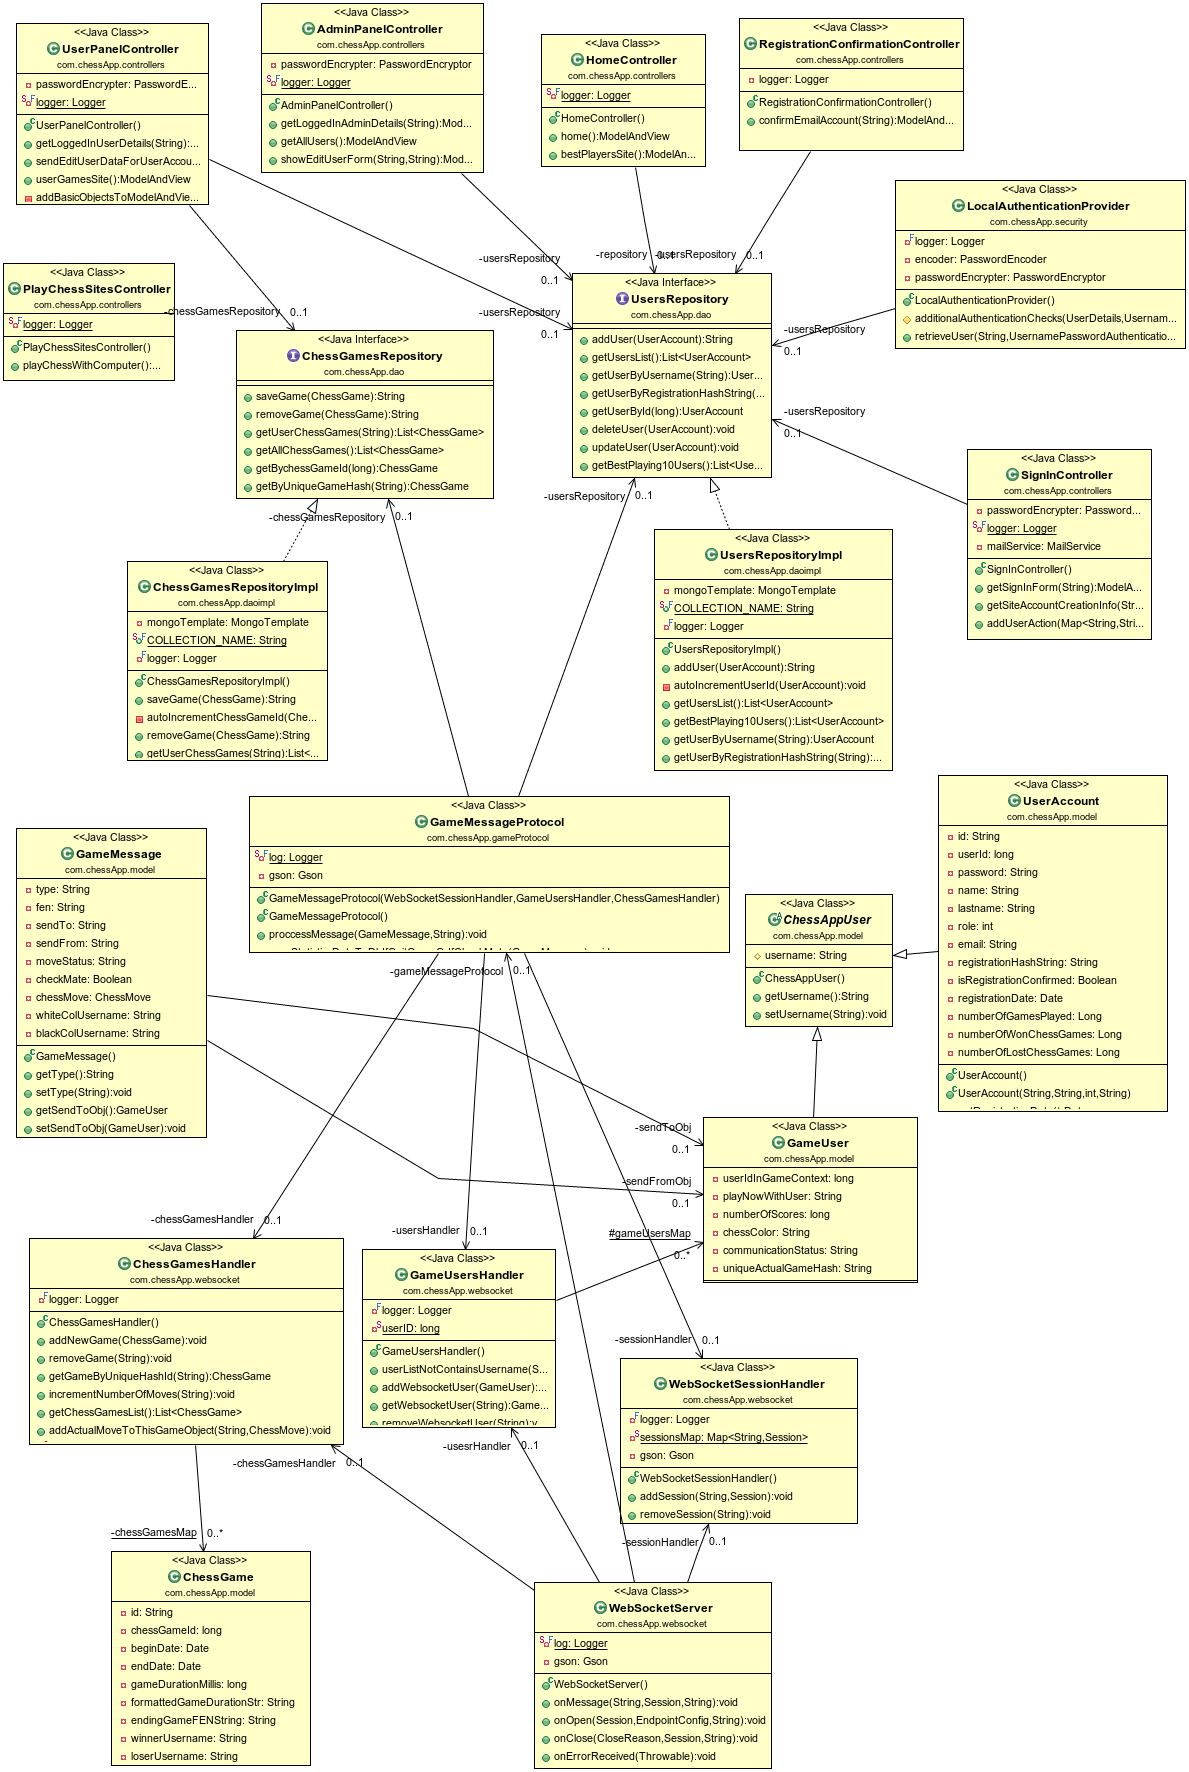 <<Java Class>>
UserPanelController
com.chessApp.controllers
passwordEncrypter: PasswordE...
logger: Logger
UserPanelController()
getLoggedInUserDetails(String):...
sendEditUserDataForUserAccou...
userGamesSite():ModelAndView
addBasicObjectsToModelAndVie...
<<Java Class>>
AdminPanelController
com.chessApp.controllers
passwordEncrypter: PasswordEncryptor
logger: Logger
AdminPanelController()
getLoggedInAdminDetails(String):Mod...
getAllUsers():ModelAndView
showEditUserForm(String,String):Mod...
<<Java Class>>
HomeController
com.chessApp.controllers
logger: Logger
HomeController()
home():ModelAndView
bestPlayersSite():ModelAn...
<<Java Class>>
RegistrationConfirmationController
com.chessApp.controllers
logger: Logger
RegistrationConfirmationController()
confirmEmailAccount(String):ModelAnd...
<<Java Class>>
LocalAuthenticationProvider
com.chessApp.security
logger: Logger
encoder: PasswordEncoder
passwordEncrypter: PasswordEncryptor
LocalAuthenticationProvider()
additionalAuthenticationChecks(UserDetails,Usernam...
retrieveUser(String,UsernamePasswordAuthenticatio...
<<Java Class>>
PlayChessSitesController
com.chessApp.controllers
logger: Logger
PlayChessSitesController()
playChessWithComputer():...
-chessGamesRepository
0..1
-usersRepository
0..1
-usersRepository
0..1
-repository
0..1
-usersRepository
0..1
-usersRepository
0..1
-usersRepository
0..1
<<Java Interface>>
ChessGamesRepository
com.chessApp.dao
saveGame(ChessGame):String
removeGame(ChessGame):String
getUserChessGames(String):List<ChessGame>
getAllChessGames():List<ChessGame>
getBychessGameId(long):ChessGame
getByUniqueGameHash(String):ChessGame
<<Java Interface>>
UsersRepository
com.chessApp.dao
addUser(UserAccount):String
getUsersList():List<UserAccount>
getUserByUsername(String):User...
getUserByRegistrationHashString(...
getUserById(long):UserAccount
deleteUser(UserAccount):void
updateUser(UserAccount):void
getBestPlaying10Users():List<Use...
<<Java Class>>
SignInController
com.chessApp.controllers
passwordEncrypter: Password...
logger: Logger
mailService: MailService
SignInController()
getSignInForm(String):ModelA...
getSiteAccountCreationInfo(Str...
addUserAction(Map<String,Stri...
-chessGamesRepository
0..1
-usersRepository
0..1
<<Java Class>>
ChessGamesRepositoryImpl
com.chessApp.daoimpl
mongoTemplate: MongoTemplate
COLLECTION_NAME: String
logger: Logger
ChessGamesRepositoryImpl()
saveGame(ChessGame):String
autoIncrementChessGameId(Che...
removeGame(ChessGame):String
getUserChessGames(String):List<...
<<Java Class>>
UsersRepositoryImpl
com.chessApp.daoimpl
mongoTemplate: MongoTemplate
COLLECTION_NAME: String
logger: Logger
UsersRepositoryImpl()
addUser(UserAccount):String
autoIncrementUserId(UserAccount):void
getUsersList():List<UserAccount>
getBestPlaying10Users():List<UserAccount>
getUserByUsername(String):UserAccount
getUserByRegistrationHashString(String):...
<<Java Class>>
GameMessageProtocol
com.chessApp.gameProtocol
log: Logger
gson: Gson
GameMessageProtocol(WebSocketSessionHandler,GameUsersHandler,ChessGamesHandler)
GameMessageProtocol()
proccessMessage(GameMessage,String):void
<<Java Class>>
GameMessage
com.chessApp.model
type: String
fen: String
sendTo: String
sendFrom: String
moveStatus: String
checkMate: Boolean
chessMove: ChessMove
whiteColUsername: String
blackColUsername: String
GameMessage()
getType():String
setType(String):void
getSendToObj():GameUser
setSendToObj(GameUser):void
<<Java Class>>
ChessAppUser
com.chessApp.model
username: String
ChessAppUser()
getUsername():String
setUsername(String):void
<<Java Class>>
UserAccount
com.chessApp.model
id: String
userId: long
password: String
name: String
lastname: String
role: int
email: String
registrationHashString: String
isRegistrationConfirmed: Boolean
registrationDate: Date
numberOfGamesPlayed: Long
numberOfWonChessGames: Long
numberOfLostChessGames: Long
UserAccount()
UserAccount(String,String,int,String)
-gameMessageProtocol
0..1
-sendToObj
0..1
-sendFromObj
0..1
#gameUsersMap
0..*
<<Java Class>>
GameUser
com.chessApp.model
userIdInGameContext: long
playNowWithUser: String
numberOfScores: long
chessColor: String
communicationStatus: String
uniqueActualGameHash: String
-chessGamesHandler
0..1
-usersHandler
0..1
-sessionHandler
0..1
<<Java Class>>
ChessGamesHandler
com.chessApp.websocket
logger: Logger
ChessGamesHandler()
addNewGame(ChessGame):void
removeGame(String):void
getGameByUniqueHashId(String):ChessGame
incrementNumberOfMoves(String):void
getChessGamesList():List<ChessGame>
addActualMoveToThisGameObject(String,ChessMove):void
<<Java Class>>
GameUsersHandler
com.chessApp.websocket
logger: Logger
userID: long
GameUsersHandler()
userListNotContainsUsername(S...
addWebsocketUser(GameUser):...
getWebsocketUser(String):Game...
removeWebsocketUser(String):v...
<<Java Class>>
WebSocketSessionHandler
com.chessApp.websocket
logger: Logger
sessionsMap: Map<String,Session>
gson: Gson
WebSocketSessionHandler()
addSession(String,Session):void
removeSession(String):void
-chessGamesHandler
0..1
-usesrHandler
0..1
-sessionHandler
0..1
-chessGamesMap
0..*
<<Java Class>>
ChessGame
com.chessApp.model
id: String
chessGameId: long
beginDate: Date
endDate: Date
gameDurationMillis: long
formattedGameDurationStr: String
endingGameFENString: String
winnerUsername: String
loserUsername: String
<<Java Class>>
WebSocketServer
com.chessApp.websocket
log: Logger
gson: Gson
WebSocketServer()
onMessage(String,Session,String):void
onOpen(Session,EndpointConfig,String):void
onClose(CloseReason,Session,String):void
onErrorReceived(Throwable):void